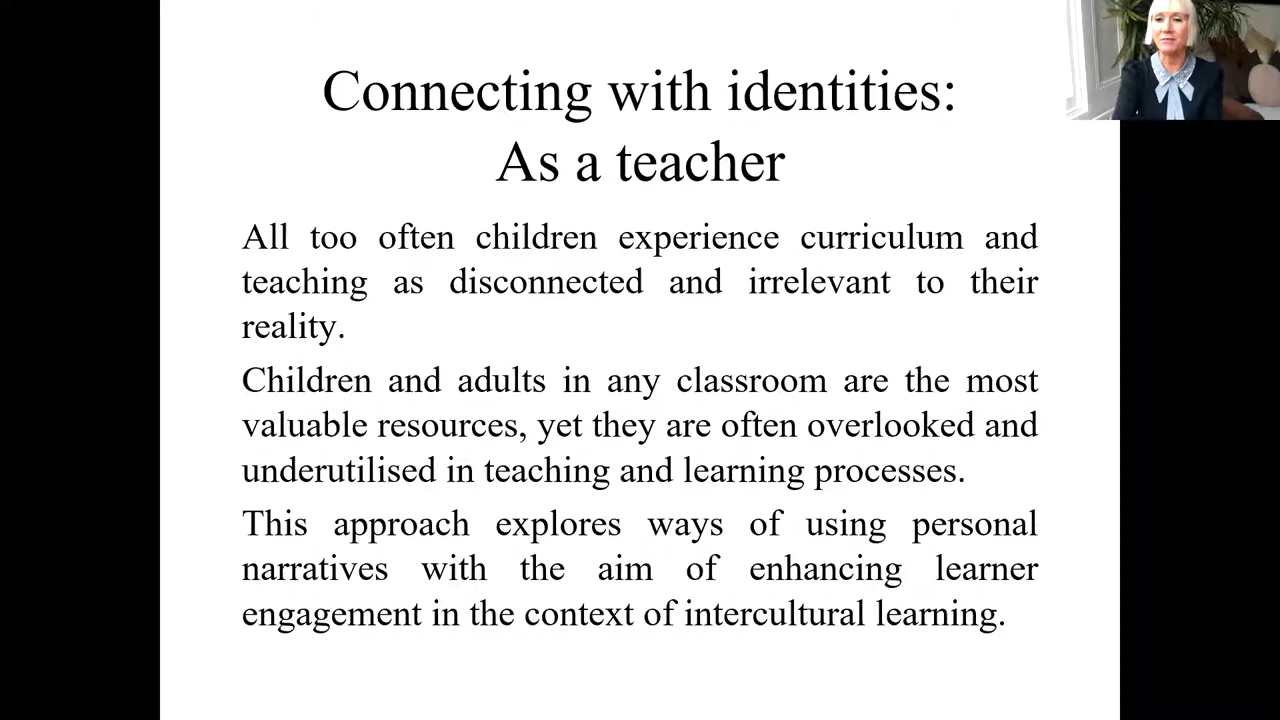 Connecting with identities:
As a teacher
All too often children experience curriculum and
teaching as disconnected and irrelevant to their
reality.
Children and adults in any classroom are the most
valuable resources, yet they are often overlooked and
underutilised in teaching and learning processes.
This approach explores ways of using personal
narratives with the aim of enhancing learner
engagement in the context of intercultural learning.